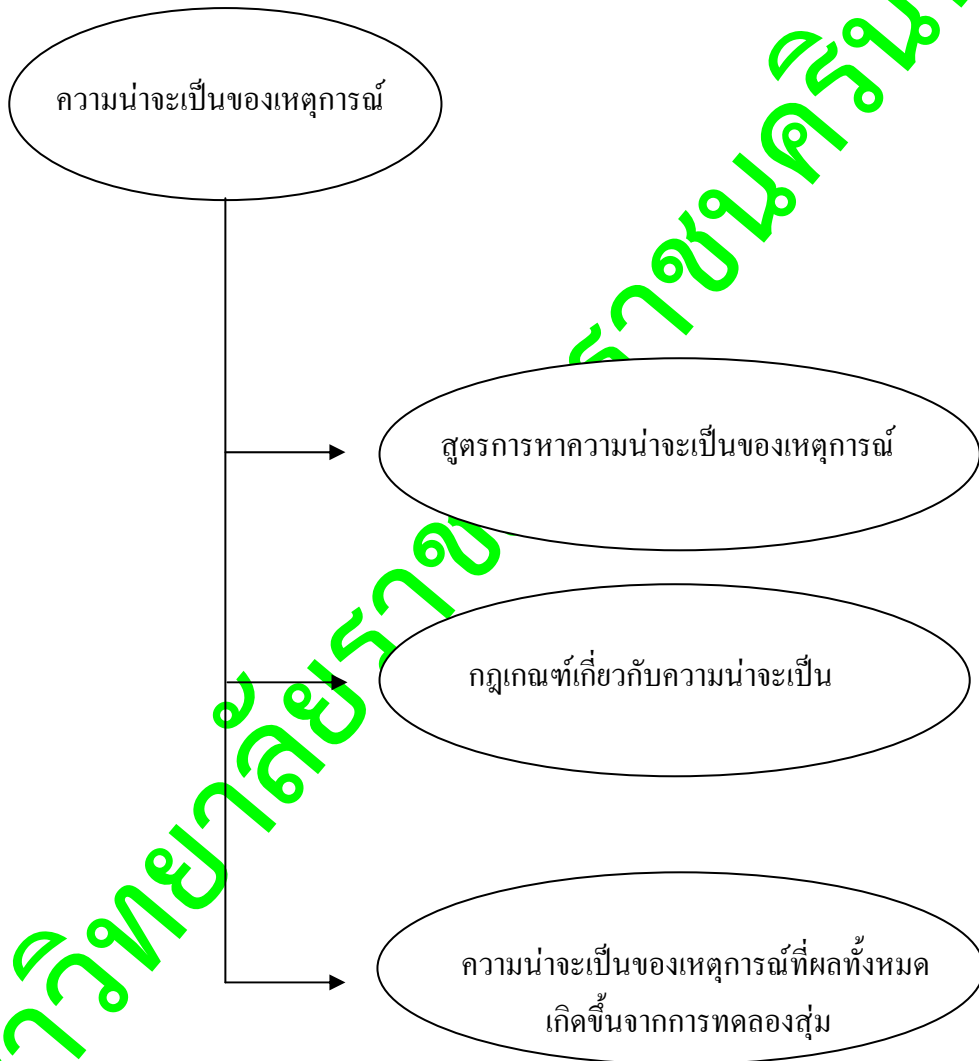 ความน่าจะเป็นของเหตุการณ์
สูตรการหาความน่าจะเป็นของเหตุการณ์
กฎเกณฑ์เกี่ยวกับความน่าจะเป็น
ความน่าจะเป็นของเหตุการณ์ที่ผลทั้งหมด
เกิดขึ้นจากการทดลองสุ่ม